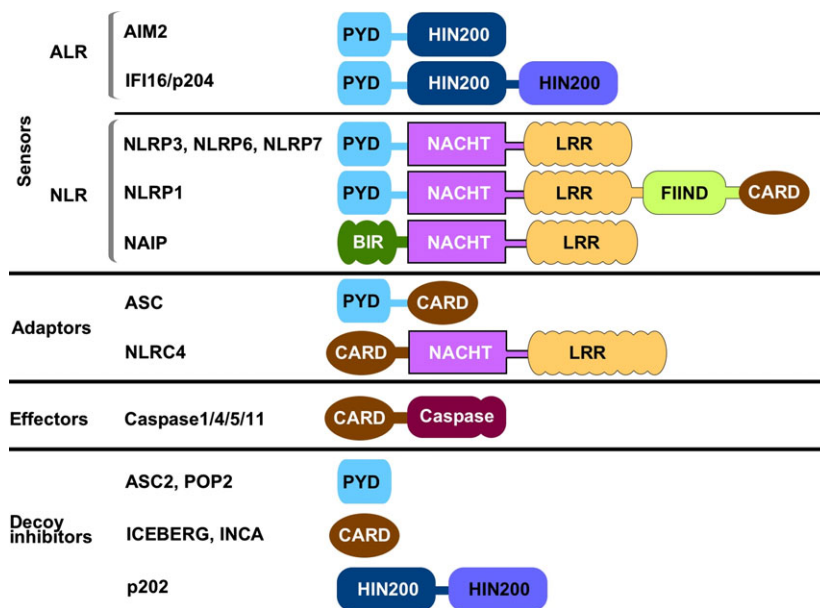 ALR
AIM2 PYD HIN200
IFI16/p204 PYD HIN200 HIN200
Sensors
NLR
NLRP3, NLRP6, NLRP7 PYD NACHT LRR
NLRP1 PYD NACHT LRR FIIND CARD
NAIP BIR NACHT LRR
Adaptors
ASC PYD CARD
NLRC4 CARD NACHT LRR
Effectors Caspase1/4/5/11 CARD Caspase
Decoy
inhibitors
ASC2, POP2 PYD
ICEBERG, INCA CARD
p202 HIN200 HIN200